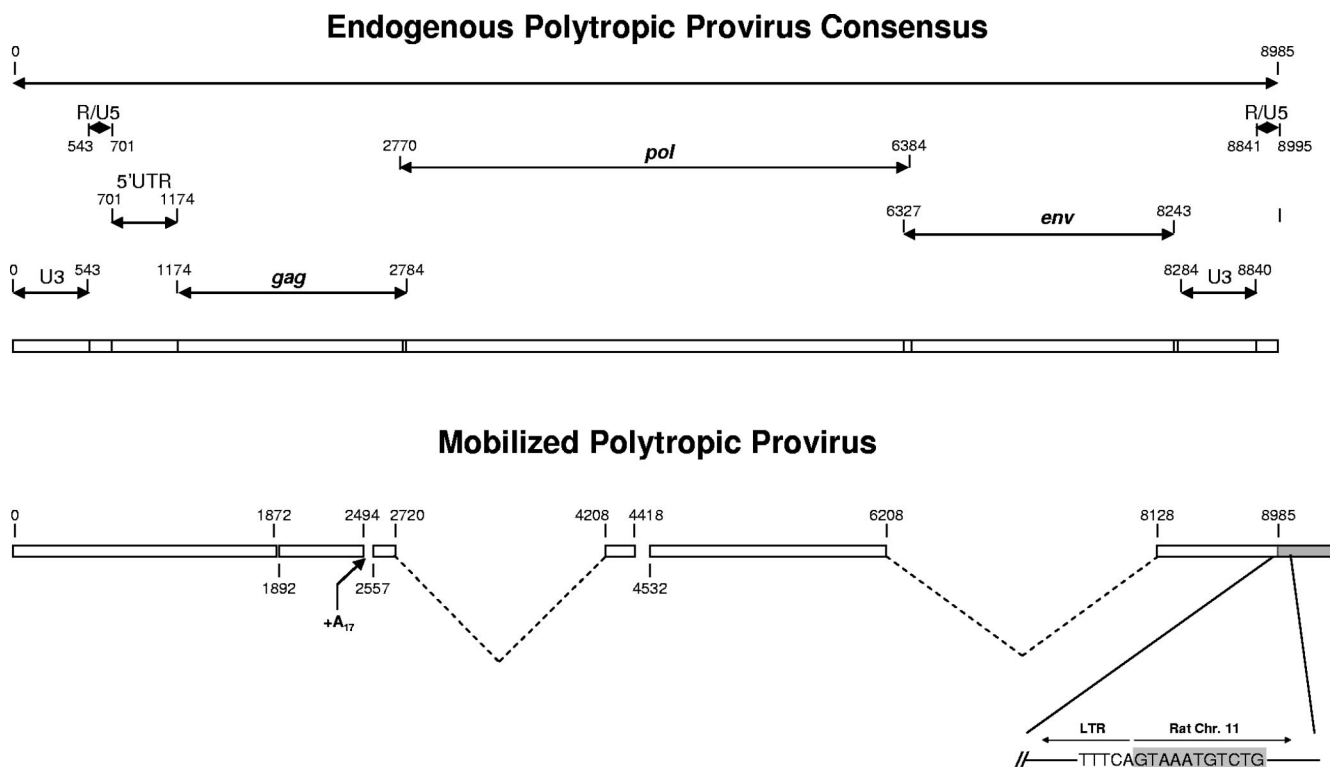 Endogenous Polytropic Provirus Consensus
0 8985
R/U5 R/U5
543 701 2770 pol 6384 8841 8995
5'UTR
701 1174 6327 env 8243
0 U3 543 1174 gag 2784 8284 U3 8840
Mobilized Polytropic Provirus
0 1872 2494 2720 4208 4418 6208 8128 8985
1892 2557 4532
+A17
LTR Rat Chr. 11
//TTTCAGTAAATGTCTG